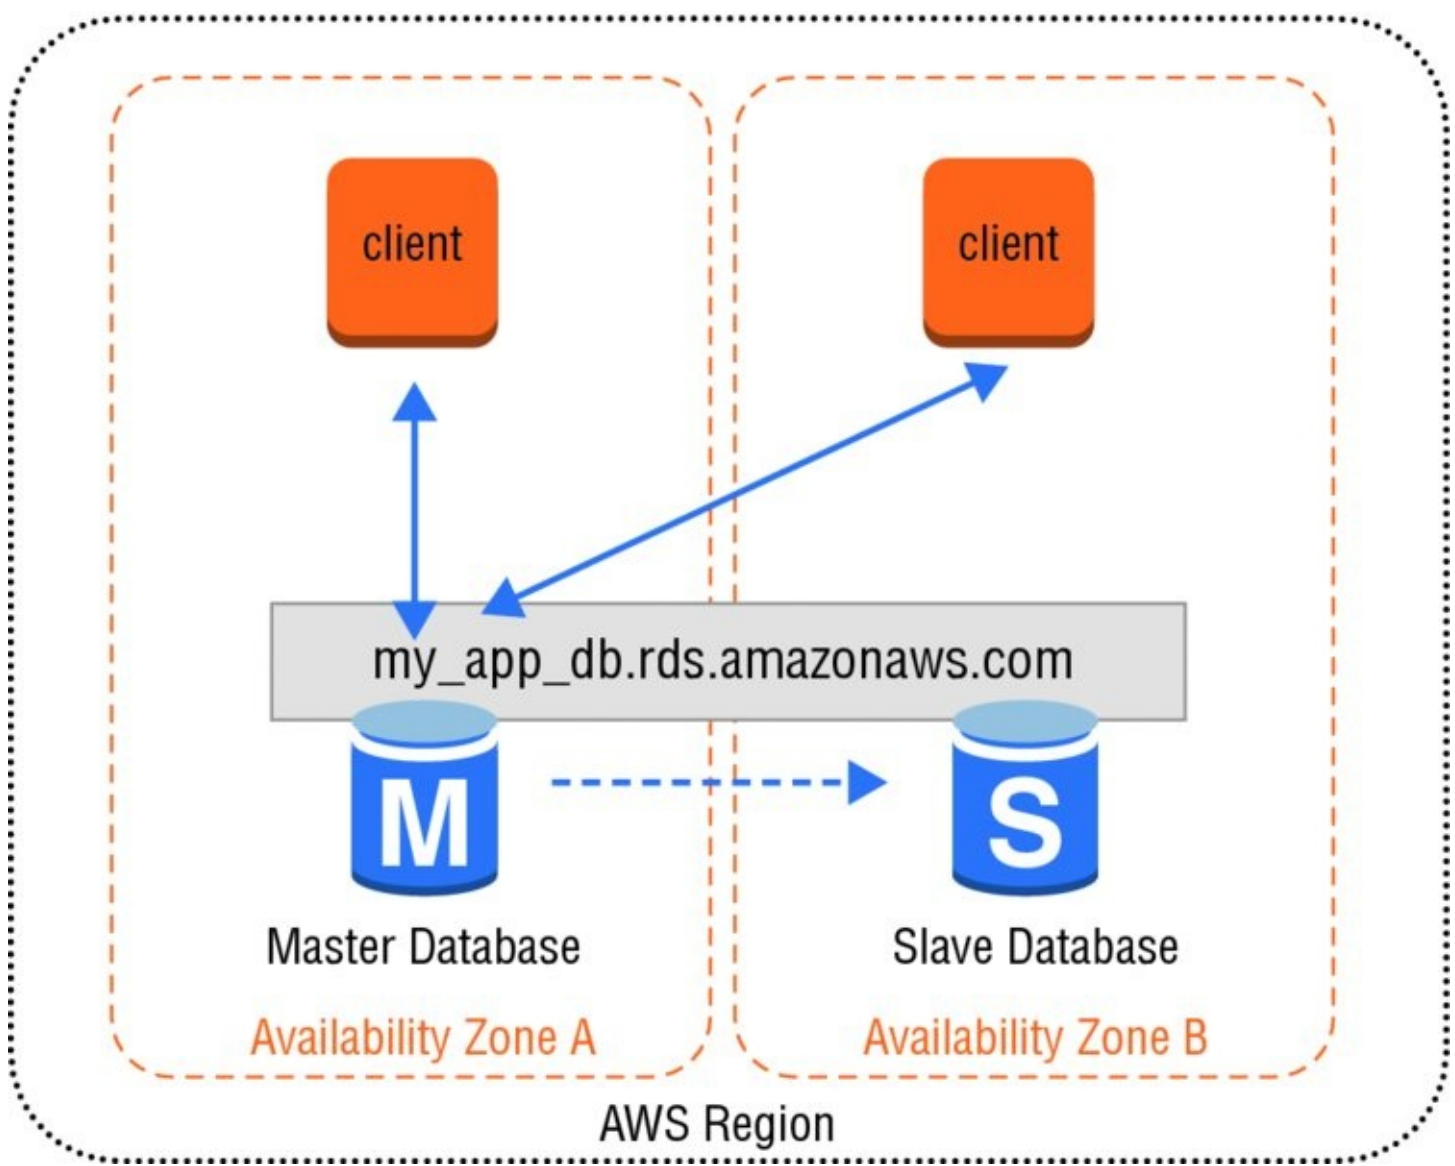 client
client
my_app_db.rds.amazonaws.com
M
S
Master Database
Slave Database
Availability Zone A
Availability Zone B
AWS Region